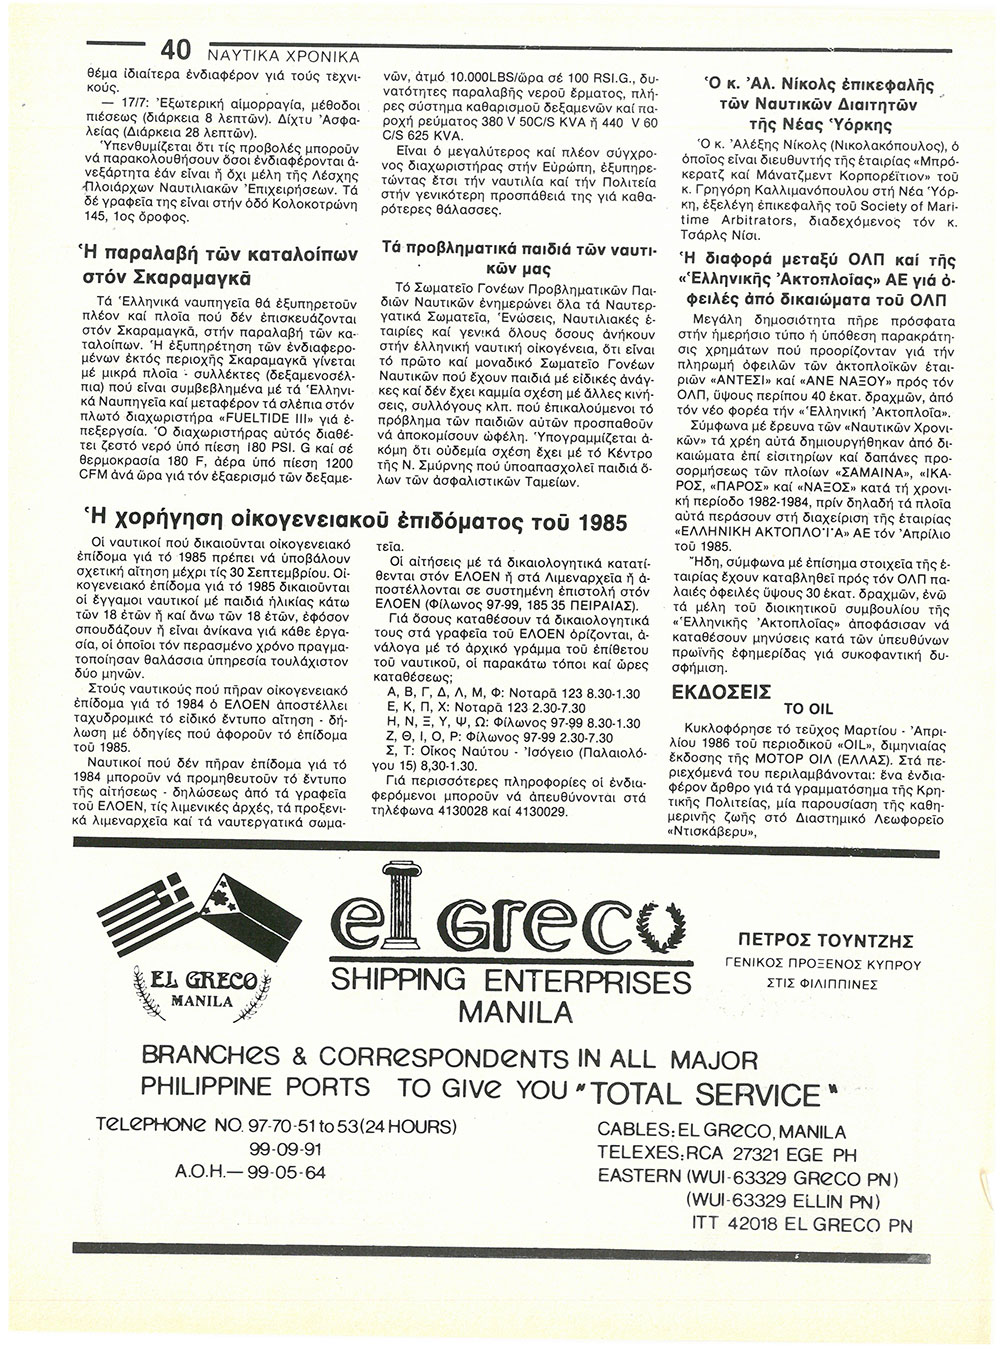 40 ΝΑΥΤΙΚΑ ΧΡΟΝΙΚΑ
θέμα ἰδιαίτερα ἐνδιαφέρον γιά τούς τεχνι-
κούς.
— 17/7: Ἐξωτερική αἱμορραγία, μέθοδοι
πιέσεως (διάρκεια 8 λεπτῶν). Δίχτυ Ἀσφα-
λείας (Διάρκεια 28 λεπτῶν).
Ὑπενθυμίζεται ὅτι τίς προβολές μποροῦν
νά παρακολουθήσουν ὅσοι ἐνδιαφέρονται ἀ-
νεξάρτητα ἐάν εἶναι ἤ ὄχι μέλη τῆς Λέσχης
Πλοιάρχων Ναυτιλιακῶν Ἐπιχειρήσεων. Τά
δέ γραφεῖα της εἶναι στήν ὁδό Κολοκοτρώνη
145, 1ος ὄροφος.
Ἡ παραλαβή τῶν καταλοίπων
στόν Σκαραμαγκᾶ
Τά Ἑλληνικά ναυπηγεῖα θά ἐξυπηρετοῦν
πλέον καί πλοῖα πού δέν ἐπισκευάζονται
στόν Σκαραμαγκᾶ, στήν παραλαβή τῶν κα-
ταλοίπων. Ἡ ἐξυπηρέτηση τῶν ἐνδιαφερο-
μένων ἐκτός περιοχῆς Σκαραμαγκᾶ γίνεται
μέ μικρά πλοῖα - συλλέκτες (δεξαμενοσλέ-
πια) πού εἶναι συμβεβλημένα μέ τά Ἑλληνι-
κά Ναυπηγεῖα καί μεταφέρον τά σλέπια στόν
πλωτό διαχωριστήρα «FUELTIDE III» γιά ἐ-
πεξεργσία. Ὁ διαχωριστήρας αὐτός διαθέ-
τει ζεστό νερό ὑπό πίεση I80 PSI. G καί σέ
θερμοκρασία 180 F, ἀέρα ὑπό πίεση 1200
CFM ἀνά ὥρα γιά τόν ἐξαερισμό τῶν δεξαμε-
νῶν, ἀτμό 10.000LBS/ὥρα σέ 100 RSI.G., δυ-
νατότητες παραλαβῆς νεροῦ ἕρματος, πλή-
ρες σύστημα καθαρισμοῦ δεξαμενῶν καί πα-
ροχή ρεύματος 380 V 50C/S KVA ἤ 440 V 60
C/S 625 KVA.
Εἶναι ὁ μεγαλύτερος καί πλέον σύγχρο-
νος διαχωριστήρας στήν Εὐρώπη, ἐξυπηρε-
τώντας ἔτσι τήν ναυτιλία καί τήν Πολιτεία
στήν γενικότερη προσπάθειά της γιά καθα-
ρότερες θάλασσες.
Τά προβληματικά παιδιά τῶν ναυτι-
κῶν μας
Τό Σωματεῖο Γονέων Προβληματικῶν Παι-
διῶν Ναυτικῶν ἐνημερώνει ὅλα τά Ναυτερ-
γατικά Σωματεῖα, Ἑνώσεις, Ναυτιλιακές ἑ-
ταιρίες καί γενικά ὅλους ὅσους ἀνήκουν
στήν ἑλληνική ναυτική οἰκογένεια, ὅτι εἶναι
τό πρῶτο καί μοναδικό Σωματεῖο Γονέων
Ναυτικῶν πού ἔχουν παιδιά μέ εἰδικές ἀνάγ-
κες καί δέν ἔχει καμμία σχέση μέ ἄλλες κινή-
σεις, συλλόγους κλπ. πού ἐπικαλούμενοι τό
πρόβλημα τῶν παιδιῶν αὐτῶν προσπαθοῦν
νά ἀποκομίσουν ὠφέλη. Ὑπογραμμίζεται ἀ-
κόμη ὅτι οὐδεμία σχέση ἔχει μέ τό Κέντρο
τῆς Ν. Σμύρνης πού ὑποαπασχολεῖ παιδιά ὅ-
λων τῶν ἀσφαλιστικῶν Ταμείων.
Ἡ χορήγηση οἰκογενειακοῦ ἐπιδόματος τοῦ 1985
Οἱ ναυτικοί πού δικαιοῦνται οἰκογενειακό
ἐπίδομα γιά τό 1985 πρέπει νά ὑποβάλουν
σχετική αἴτηση μέχρι τίς 30 Σεπτεμβρίου. Οἰ-
κογενειακό ἐπίδομα γιά τό 1985 δικαιοῦνται
οἱ ἔγγαμοι ναυτικοί μέ παιδιά ἡλικίας κάτω
τῶν 18 ἐτῶν ἤ καί ἄνω τῶν 18 ἐτῶν, ἐφόσον
σπουδάζουν ἤ εἶναι ἀνίκανα γιά κάθε ἐργα-
σία, οἱ ὁποῖοι τόν περασμένο χρόνο πραγμα-
τοποίησαν θαλάσσια ὑπηρεσία τουλάχιστον
δύο μηνῶν.
Στούς ναυτικούς πού πῆραν οἰκογενειακό
ἐπίδομα γιά τό 1984 ὁ ΕΛΟΕΝ ἀποστέλλει
ταχυδρομικά τό εἰδικό ἔντυπο αἴτηση - δή-
λωση μέ ὁδηγίες πού ἀφοροῦν τό ἐπίδομα
τοῦ 1985.
Ναυτικοί πού δέν πῆραν ἐπίδομα γιά τό
1984 μποροῦν νά προμηθευτοῦν τό ἔντυπο
τῆς αἰτήσεως - δηλώσεως ἀπό τά γραφεῖα
τοῦ ΕΛΟΕΝ, τίς λιμενικές ἀρχές, τά προξενι-
κά λιμεναρχεῖα καί τά ναυτεργατικά σωμα-
τεῖα.
Οἱ αἰτήσεις μέ τά δικαιολογητικά κατατί-
θενται στόν ΕΛΟΕΝ ἤ στά Λιμεναρχεῖα ἤ ἀ-
ποστέλλονται σε συστημένη ἐπιστολή στόν
ΕΛΟΕΝ (Φίλωνος 97-99, 185 35 ΠΕΙΡΑΙΑΣ).
Γιά ὅσους καταθέσουν τά δικαιολογητικά
τους στά γραφεῖα τοῦ ΕΛΟΕΝ ὁρίζονται, ἀ-
νάλογα μέ τό ἀρχικό γράμμα τοῦ ἐπίθετου
τοῦ ναυτικοῦ, οἱ παρακάτω τόποι καί ὧρες
καταθέσεως;
Α, Β, Γ, Δ, Λ, Μ, Φ: Νοταρᾶ 123 8.30-1.30
Ε, Κ, Π, Χ: Νοταρᾶ 123 2.30-7.30
Η, Ν, Ξ, Υ, Ψ, Ω: Φίλωνος 97-99 8.30-1.30
Ζ, Θ, Ι, Ο, Ρ: Φίλωνος 97-99 2.30-7.30
Σ, Τ: Οἶκος Ναύτου - Ἰσόγειο (Παλαιολό-
γου 15) 8,30-1.30.
Γιά περισσότερες πληροφορίες οἱ ἐνδια-
φερόμενοι μποροῦν νά ἀπευθύνονται στά
τηλέφωνα 4130028 καί 4130029.
Ὁ κ. Ἀλ. Νίκολς ἐπικεφαλῆς
τῶν Ναυτικῶν Διαιτητῶν
τῆς Νέας Ὑόρκης
Ὁ κ. Ἀλέξης Νίκολς (Νικολακόπουλος), ὁ
ὁποῖος εἶναι διευθυντής τῆς ἑταιρίας «Μπρό-
κερατζ καί Μάνατζμεντ Κορπορέϊτιον» τοῦ
κ. Γρηγόρη Καλλιμανόπουλου στή Νέα Ὑόρ-
κη, ἐξελέγη ἐπικεφαλῆς τοῦ Society of Mari-
time Arbitrators, διαδεχόμενος τόν κ.
Τσάρλς Νίσι.
Ἡ διαφορά μεταξύ ΟΛΠ καί τῆς
«Ἑλληνικῆς Ἀκτοπλοΐας» ΑΕ γιά ὀ-
φειλές ἀπό δικαιώματα τοῦ ΟΛΠ
Μεγάλη δημοσιότητα πῆρε πρόσφατα
στήν ἡμερήσιο τύπο ἡ ὑπόθεση παρακράτη-
σις χρημάτων πού προορίζονταν γιά τήν
πληρωμή ὀφειλῶν τῶν ἀκτοπλοϊκῶν ἑται-
ριῶν «ΑΝΤΕΣΙ» καί «ΑΝΕ ΝΑΞΟΥ» πρός τόν
ΟΛΠ, ὕψους περίπου 40 ἑκατ. δραχμῶν, ἀπό
τόν νέο φορέα τήν «Ἑλληνική Ἀκτοπλοΐα».
Σύμφωνα μέ ἔρευνα τῶν «Ναυτικῶν Χρονι-
κῶν» τά χρέη αὐτά δημιουργήθηκαν ἀπό δι-
καιώματα ἐπί εἰσιτηρίων καί δαπάνες προ-
σορμήσεως τῶν πλοίων «ΣΑΜΑΙΝΑ», «ΙΚΑ-
ΡΟΣ, «ΠΑΡΟΣ» καί «ΝΑΞΟΣ» κατά τή χρονι-
κή περίοδο 1982-1984, πρίν δηλαδή τά πλοῖα
αὐτά περάσουν στή διαχείριση τῆς ἑταιρίας
«ΕΛΛΗΝΙΚΗ ΑΚΤΟΠΛΟ·Ι·Α» ΑΕ τόν Ἀπρίλιο
τοῦ 1985.
Ἤδη, σύμφωνα μέ ἐπίσημα στοιχεῖα τῆς ἑ-
ταιρίας ἔχουν καταβληθεῖ πρός τόν ΟΛΠ πα-
λαιές ὀφειλές ὕψους 30 ἑκατ. δραχμῶν, ἐνῶ
τά μέλη τοῦ διοικητικοῦ συμβουλίου τῆς
«Ἑλληνικῆς Ἀκτοπλοΐας» ἀποφάσισαν νά
καταθέσουν μηνύσεις κατά τῶν ὑπευθύνων
πρωϊνῆς ἐφημερίδας γιά συκοφαντική δυ-
σφήμιση.
ΕΚΔΟΣΕΙΣ
ΤΟ OIL
Κυκλοφόρησε τό τεῦχος Μαρτίου - Ἀπρι-
λίου 1986 τοῦ περιοδικοῦ «OIL», διμηνιαίας
ἔκδοσης τῆς ΜΟΤΟΡ ΟΙΛ (ΕΛΛΑΣ). Στά πε-
ριεχόμενά του περιλαμβάνονται: ἕνα ἐνδια-
φέρον ἄρθρο γιά τά γραμματόσημα τῆς Κρη-
τικῆς Πολιτείας, μία παρουσίαση τῆς καθη-
μερινῆς ζωῆς στό Διαστημικό Λεωφορεῖο
«Ντισκάβερυ»,
EL GRECO
MANILA
el Greco
SHIPPING ENTERPRISES
MANILA
ΠΕΤΡΟΣ ΤΟΥΝΤΖΗΣ
ΓΕΝΙΚΟΣ ΠΡΟΞΕΝΟΣ ΚΥΠΡΟΥ
ΣΤΙΣ ΦΙΛΙΠΠΙΝΕΣ
BRANCHES & CORRESPONDENTS IN ALL MAJOR
PHILIPPINE PORTS TO GIVE YOU "TOTAL SERVICE"
TELEPHONE NO. 97-70-51 to 53 (24 HOURS)
99-09-91
A.O.H.— 99-05-64
CABLES: EL GRECO, MANILA
TELEXES: RCA 27321 EGE PH
EASTERN (WUI-63329 GRECO PN)
(WUI-63329 ELLIN PN)
ITT 42018 EL GRECO PN